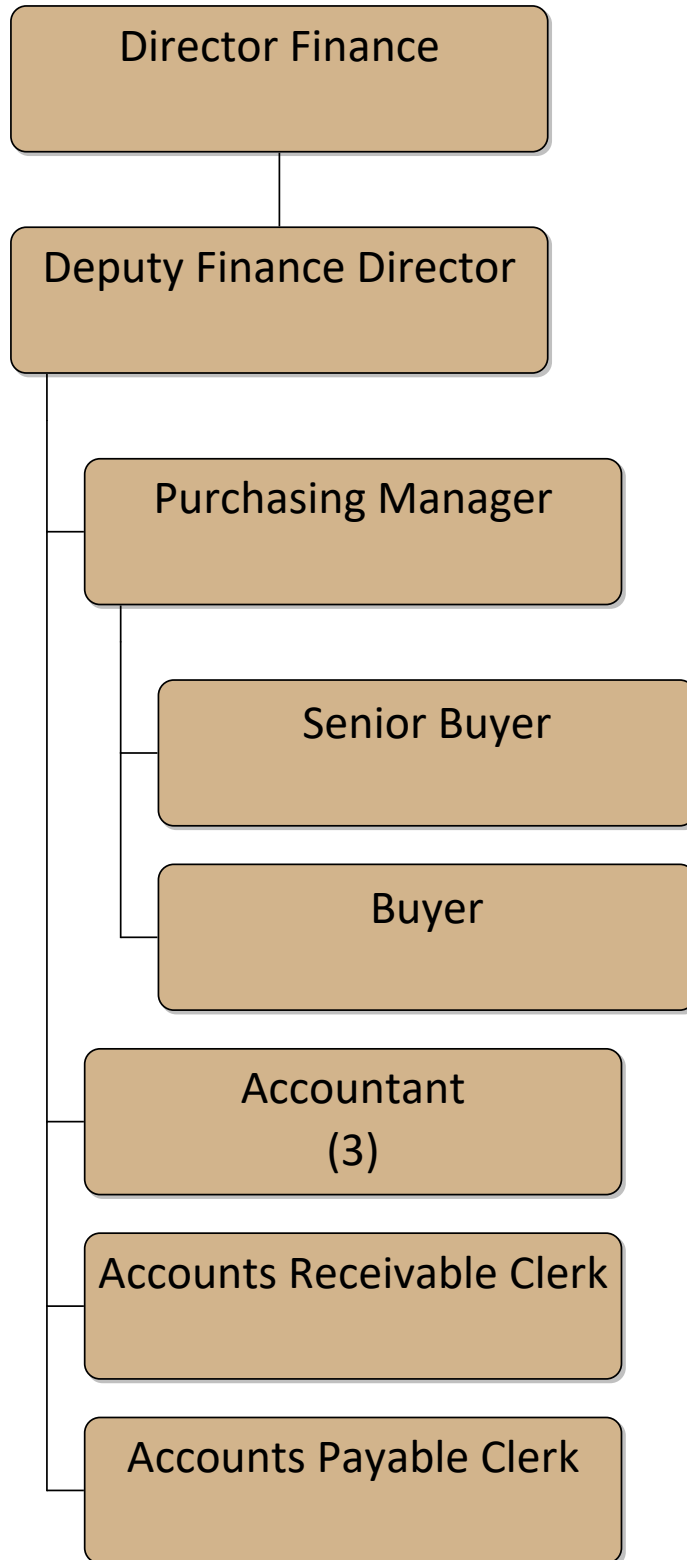 Director Finance
Deputy Finance Director
Purchasing Manager
Senior Buyer
Buyer
Accountant
(3)
Accounts Receivable Clerk
Accounts Payable Clerk